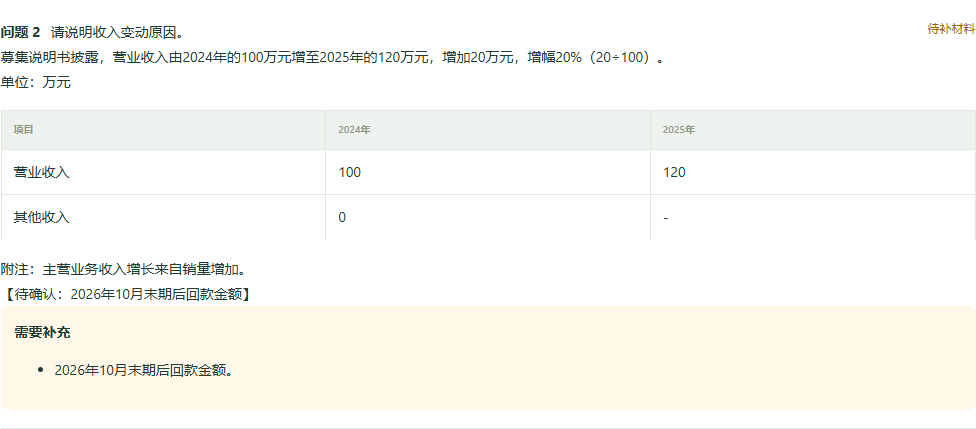 问题 2 请说明收入变动原因。
待补材料
募集说明书披露，营业收入由2024年的100万元增至2025年的120万元，增加20万元，增幅20%（20÷100）。
单位：万元
项目 2024年 2025年
营业收入 100 120
其他收入 0 -
附注：主营业务收入增长来自销量增加。
【待确认：2026年10月末期后回款金额】
需要补充
• 2026年10月末期后回款金额。